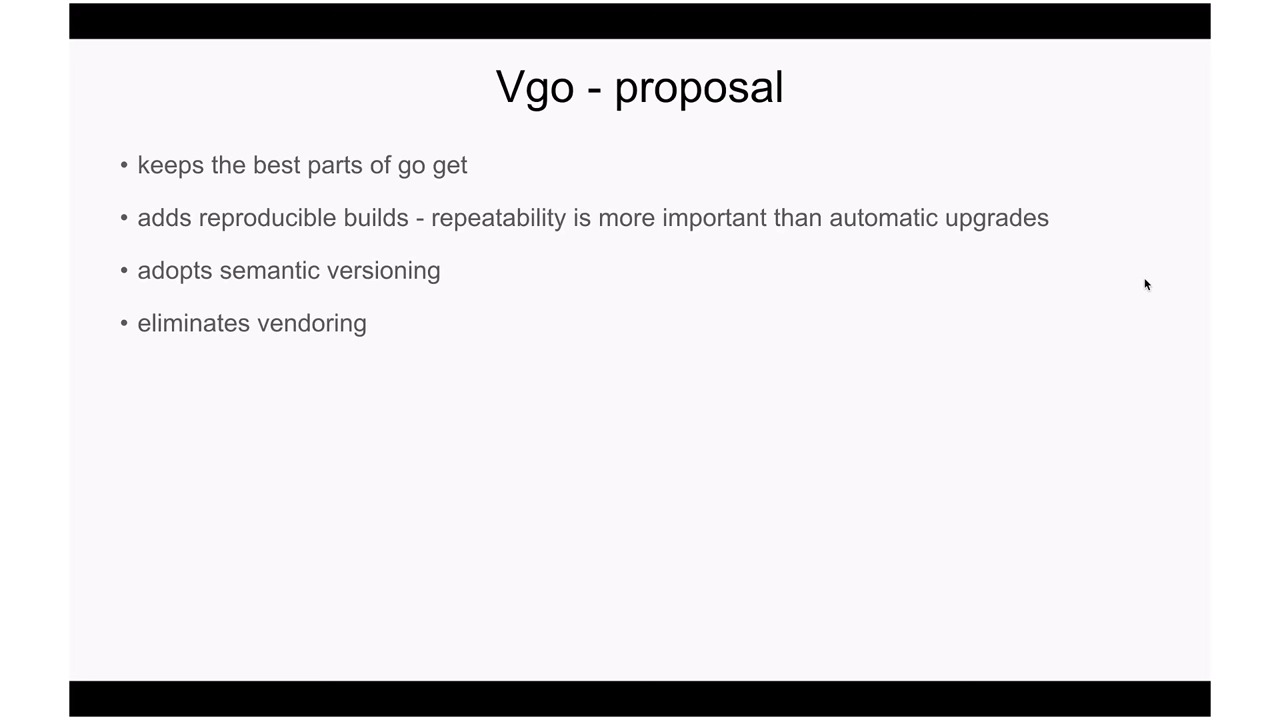 Vgo - proposal
• keeps the best parts of go get
• adds reproducible builds - repeatability is more important than automatic upgrades
• adopts semantic versioning
• eliminates vendoring